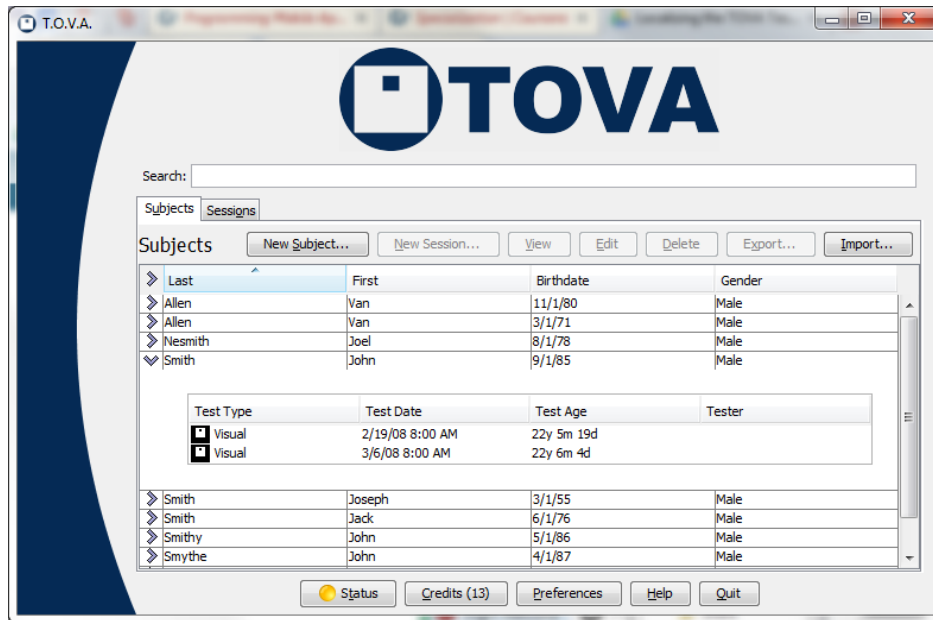 T.O.V.A.
TOVA
Search:
Subjects Sessions
Subjects New Subject... New Session... View Edit Delete Export... Import...
Last First Birthdate Gender
Allen Van 11/1/80 Male
Allen Van 3/1/71 Male
Nesmith Joel 8/1/78 Male
Smith John 9/1/85 Male
Test Type Test Date Test Age Tester
Visual 2/19/08 8:00 AM 22y 5m 19d
Visual 3/6/08 8:00 AM 22y 6m 4d
Smith Joseph 3/1/55 Male
Smith Jack 6/1/76 Male
Smithy John 5/1/86 Male
Smythe John 4/1/87 Male
Status Credits (13) Preferences Help Quit